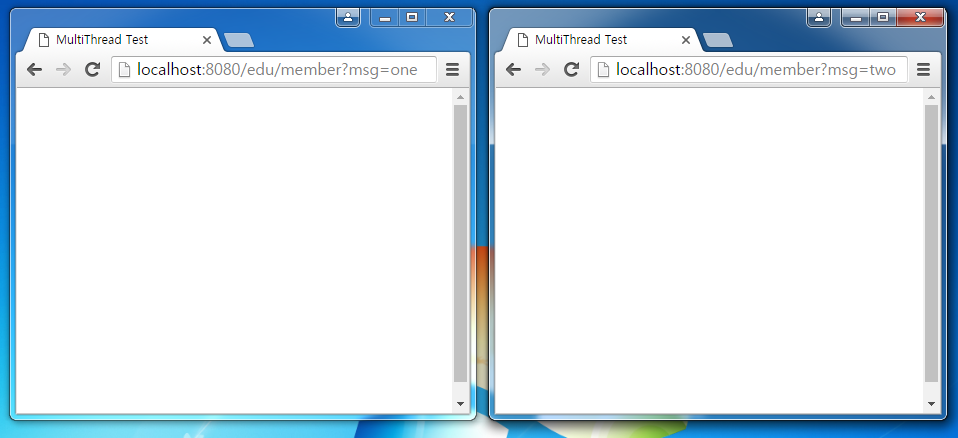 MultiThread Test
localhost:8080/edu/member?msg=one
MultiThread Test
localhost:8080/edu/member?msg=two